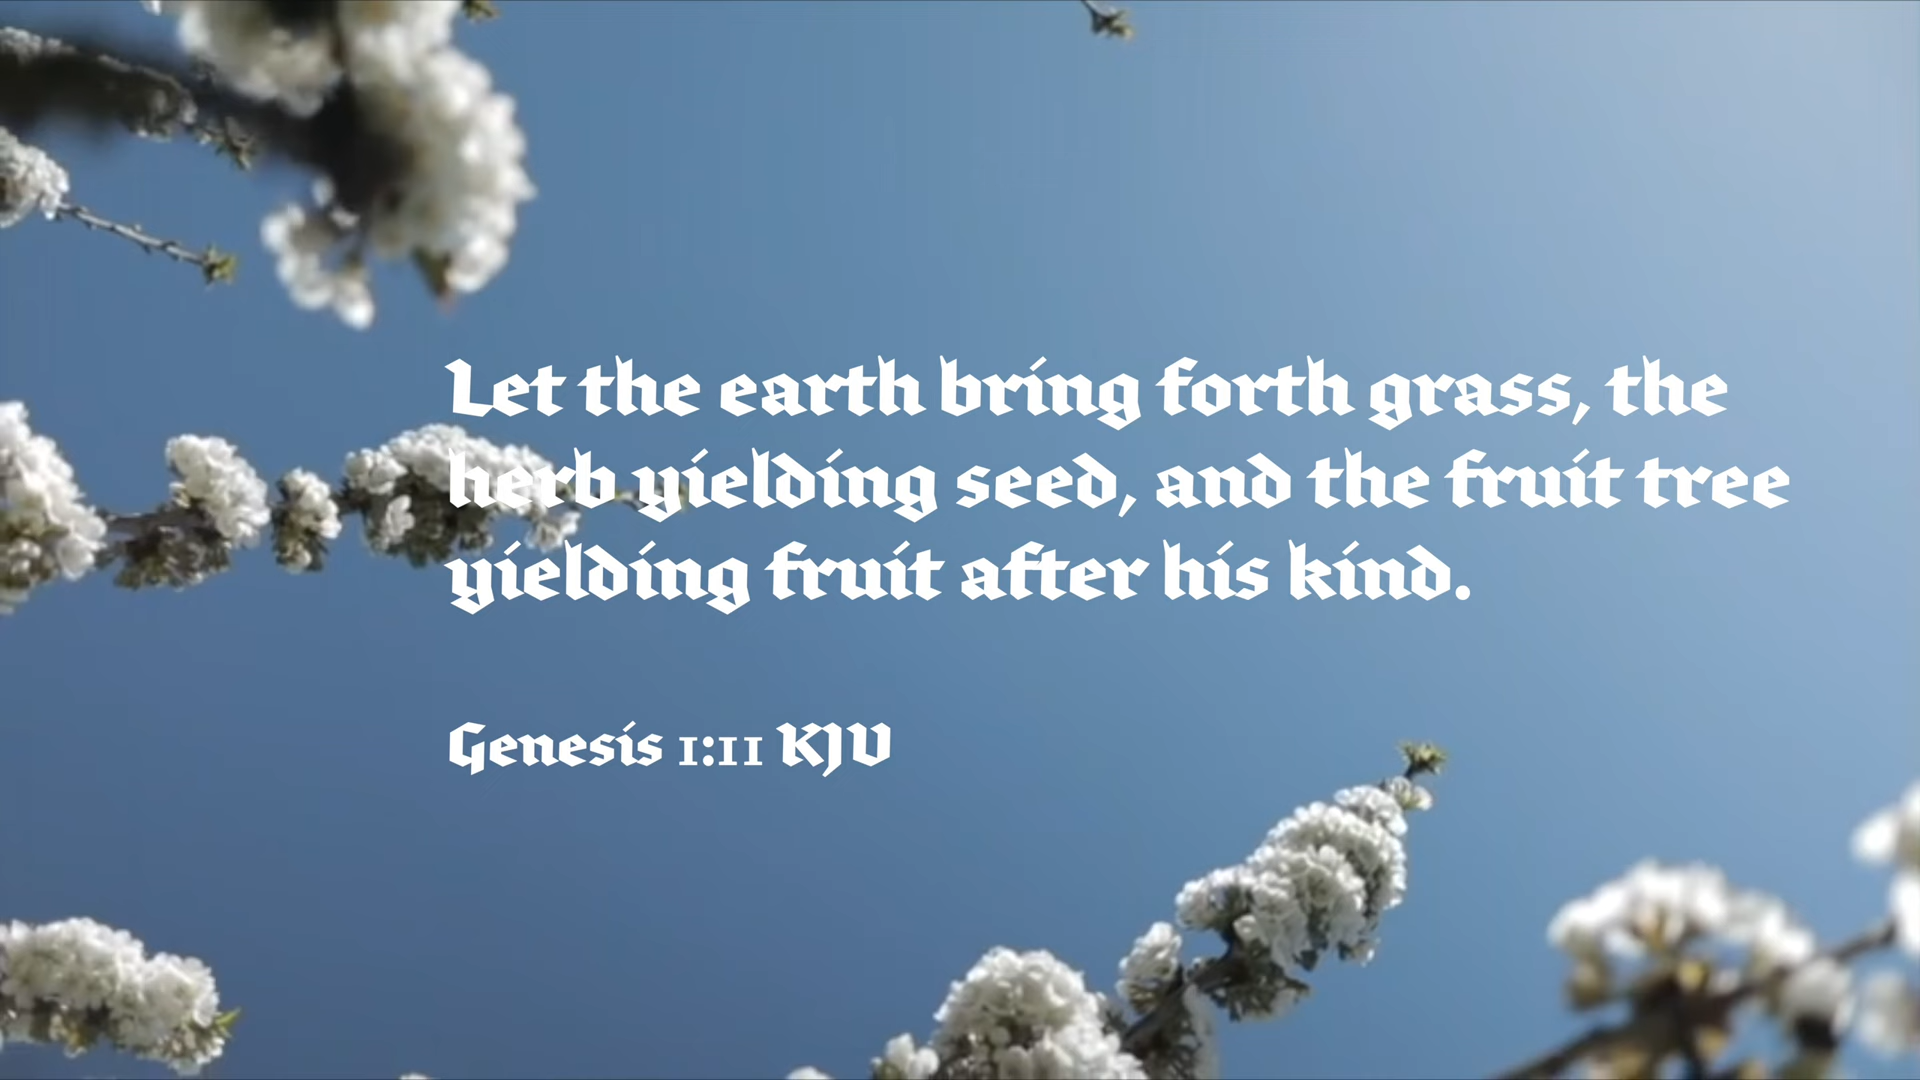 Let the earth bring forth grass, the
herb yielding seed, and the fruit tree
yielding fruit after his kind.
Genesis 1:11 KJV